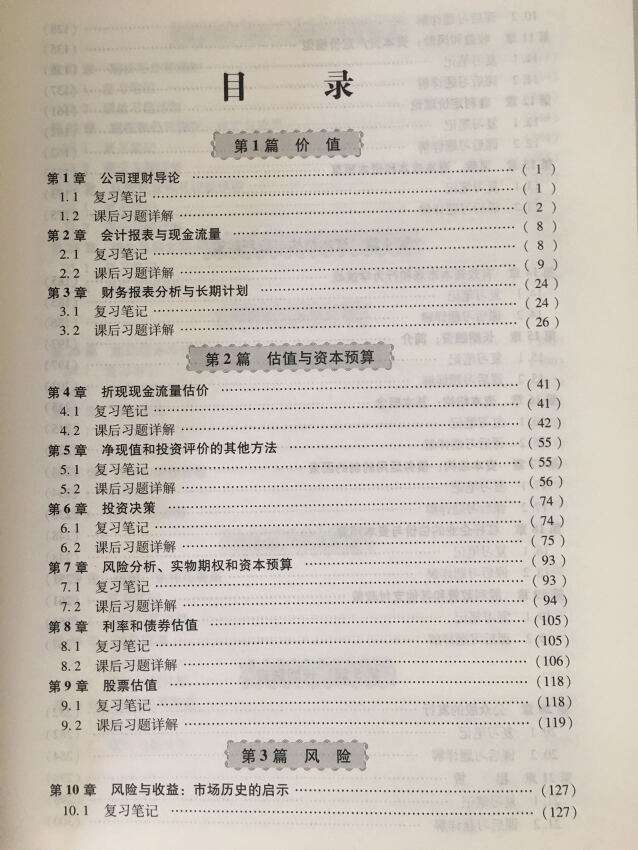 目 录
第1篇 价 值
第1章 公司理财导论 ……………………………… ( 1 )
1.1 复习笔记 ……………………………… ( 1 )
1.2 课后习题详解 ……………………………… ( 2 )
第2章 会计报表与现金流量 ……………………………… ( 8 )
2.1 复习笔记 ……………………………… ( 8 )
2.2 课后习题详解 ……………………………… ( 9 )
第3章 财务报表分析与长期计划 ……………………………… ( 24 )
3.1 复习笔记 ……………………………… ( 24 )
3.2 课后习题详解 ……………………………… ( 26 )
第2篇 估值与资本预算
第4章 折现现金流量估价 ……………………………… ( 41 )
4.1 复习笔记 ……………………………… ( 41 )
4.2 课后习题详解 ……………………………… ( 42 )
第5章 净现值和投资评价的其他方法 ……………………………… ( 55 )
5.1 复习笔记 ……………………………… ( 55 )
5.2 课后习题详解 ……………………………… ( 56 )
第6章 投资决策 ……………………………… ( 74 )
6.1 复习笔记 ……………………………… ( 74 )
6.2 课后习题详解 ……………………………… ( 75 )
第7章 风险分析、实物期权和资本预算 ……………………………… ( 93 )
7.1 复习笔记 ……………………………… ( 93 )
7.2 课后习题详解 ……………………………… ( 94 )
第8章 利率和债券估值 ……………………………… (105)
8.1 复习笔记 ……………………………… (105)
8.2 课后习题详解 ……………………………… (106)
第9章 股票估值 ……………………………… (118)
9.1 复习笔记 ……………………………… (118)
9.2 课后习题详解 ……………………………… (119)
第3篇 风 险
第10章 风险与收益：市场历史的启示 ……………………………… (127)
10.1 复习笔记 ……………………………… (127)